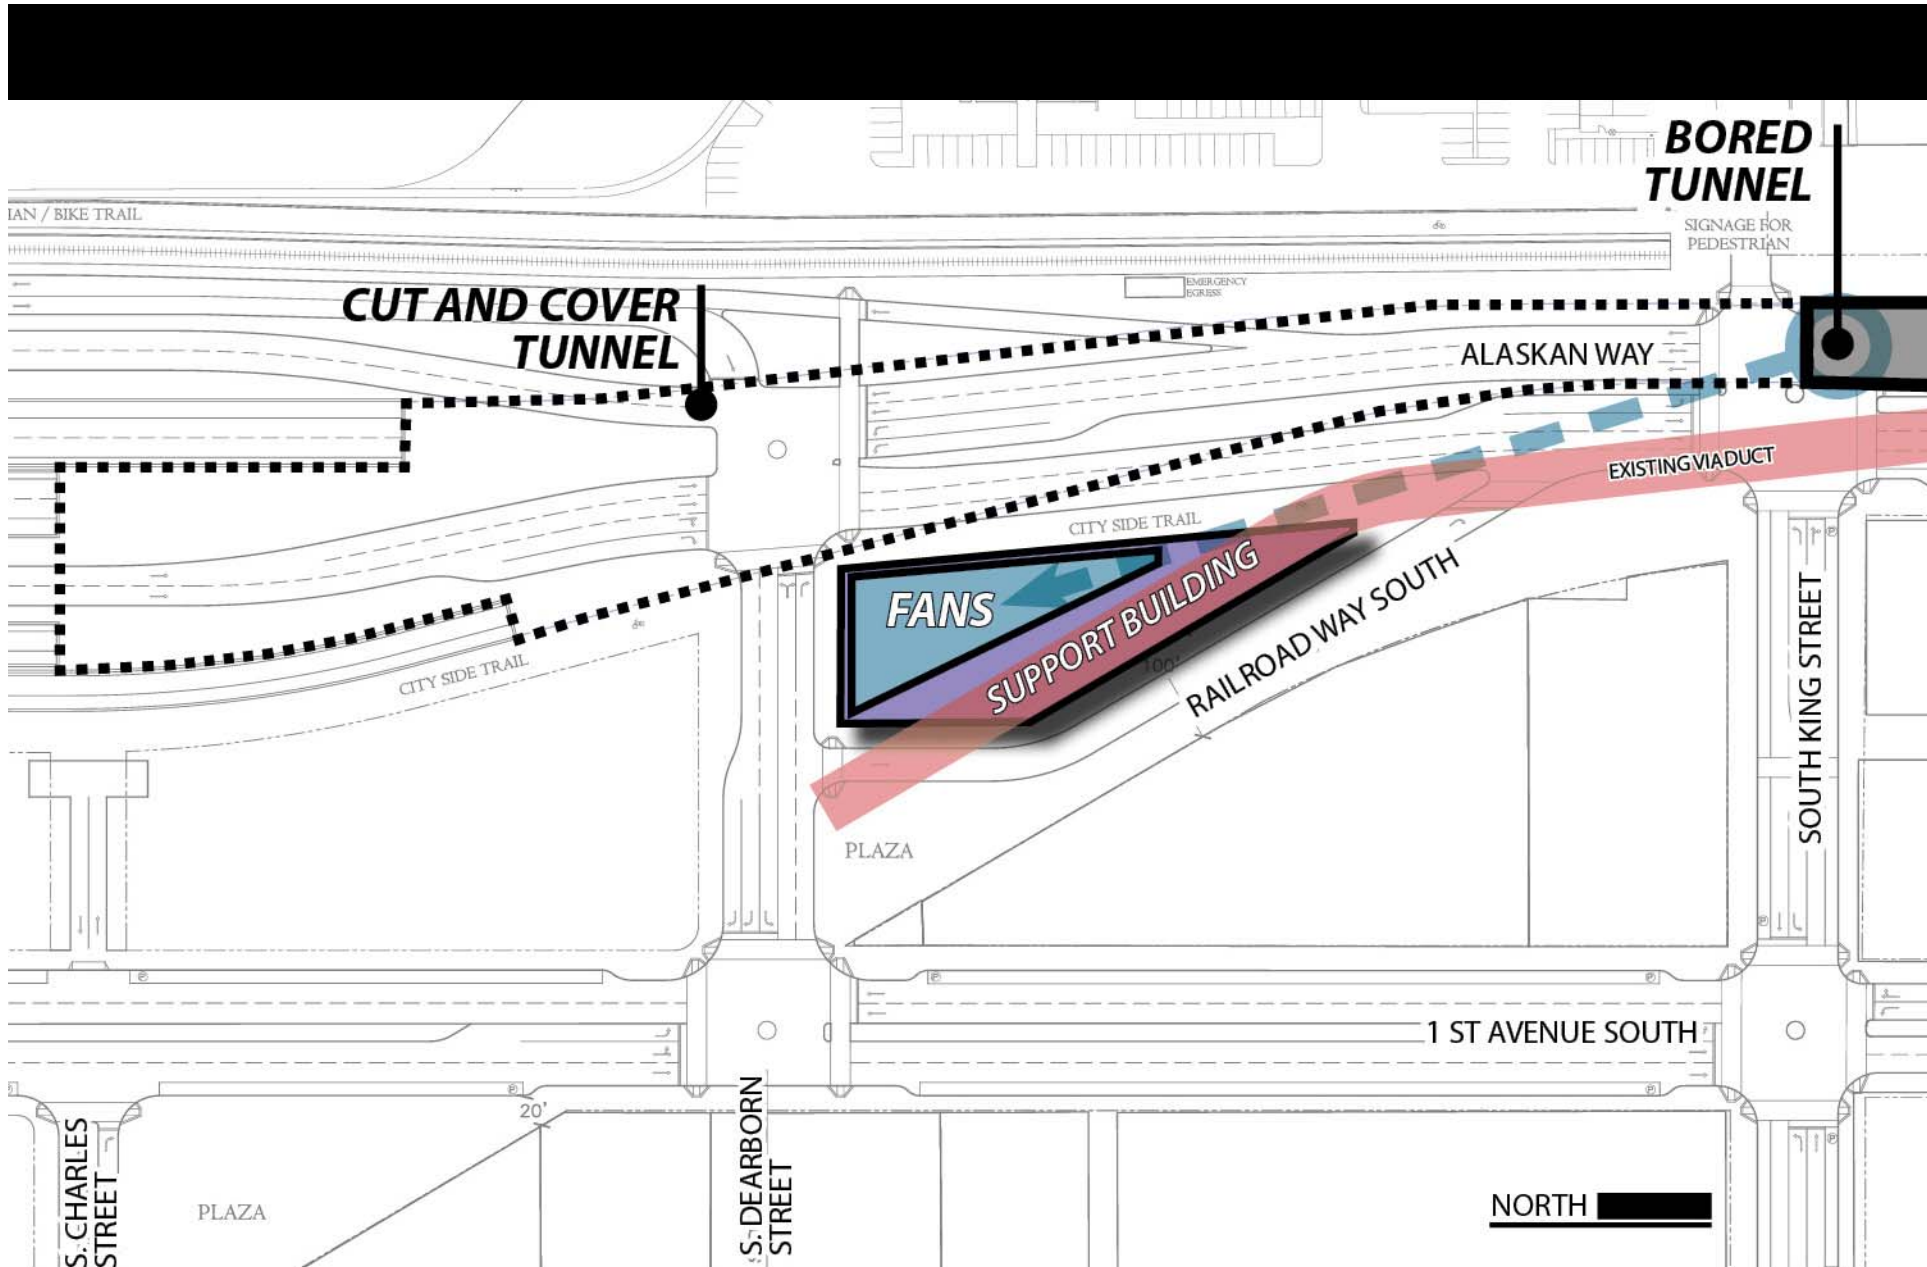 BORED
TUNNEL
IAN / BIKE TRAIL
SIGNAGE FOR
PEDESTRIAN
EMERGENCY
EGRESS
CUT AND COVER
TUNNEL
ALASKAN WAY
EXISTING VIADUCT
CITY SIDE TRAIL
FANS
SUPPORT BUILDING
100'
RAILROAD WAY SOUTH
CITY SIDE TRAIL
SOUTH KING STREET
PLAZA
1 ST AVENUE SOUTH
20'
S. CHARLES
STREET
S. DEARBORN
STREET
PLAZA
NORTH